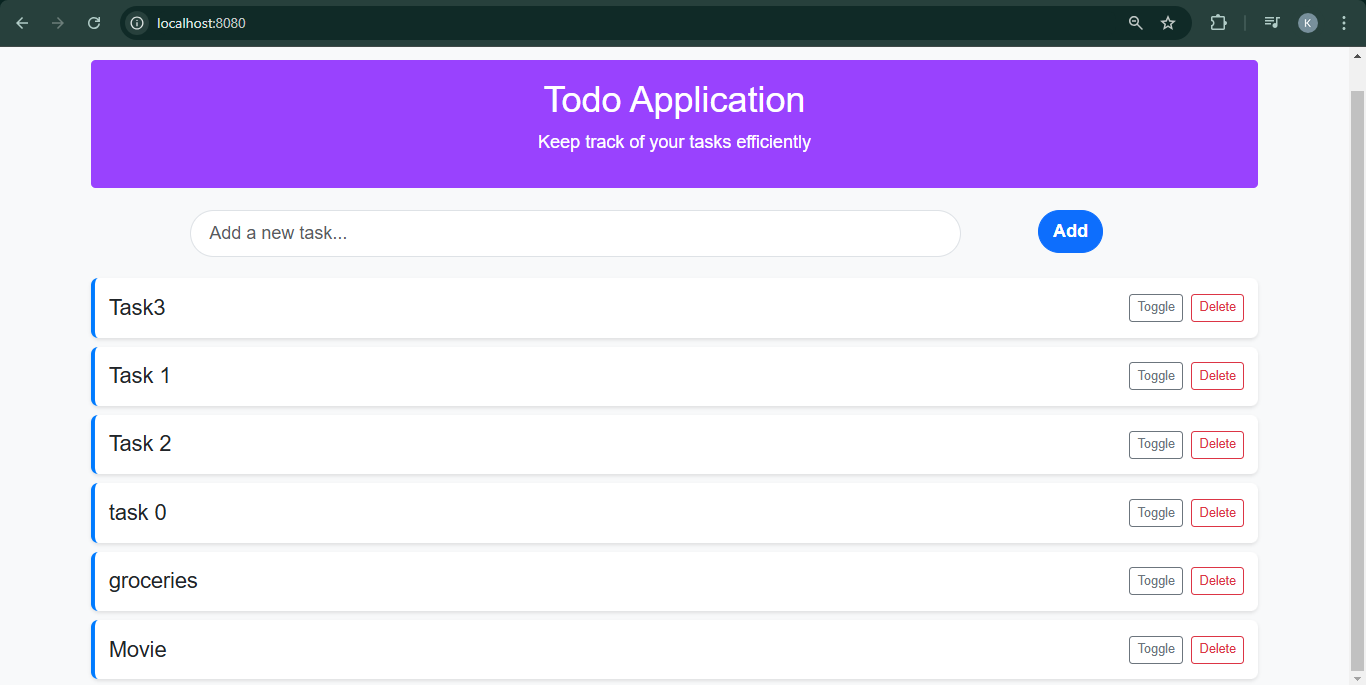 localhost:8080
K
Todo Application
Keep track of your tasks efficiently
Add a new task... Add
Task3 Toggle Delete
Task 1 Toggle Delete
Task 2 Toggle Delete
task 0 Toggle Delete
groceries Toggle Delete
Movie Toggle Delete